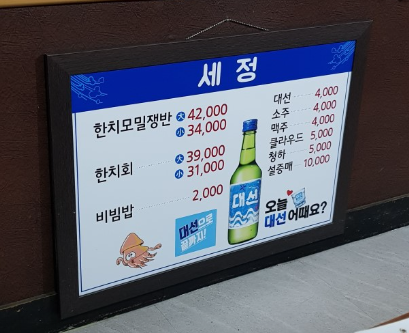 세정
한치모밀쟁반 大 42,000
小 34,000
한치회 大 39,000
小 31,000
비빔밥 2,000
대선 4,000
소주 4,000
맥주 4,000
클라우드 5,000
청하 5,000
설중매 10,000
대선
대선으로
오늘
대선 어때요?